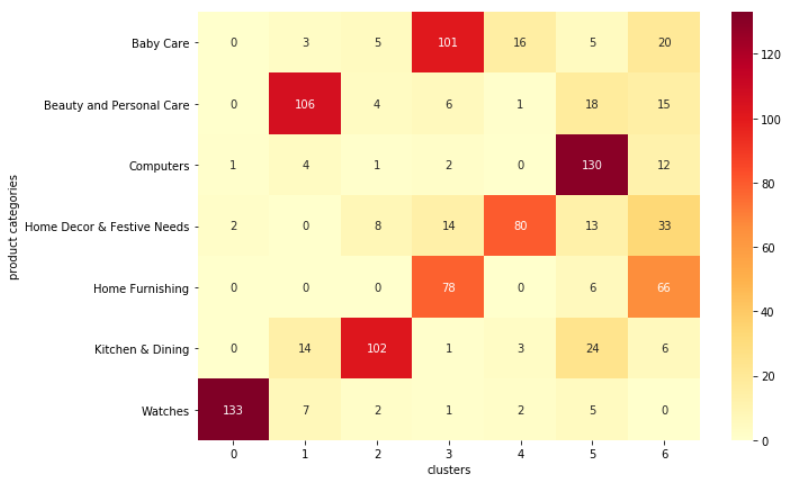 Baby Care 0 3 5 101 16 5 20
Beauty and Personal Care 0 106 4 6 1 18 15
Computers 1 4 1 2 0 130 12
Home Decor & Festive Needs 2 0 8 14 80 13 33
Home Furnishing 0 0 0 78 0 6 66
Kitchen & Dining 0 14 102 1 3 24 6
Watches 133 7 2 1 2 5 0
0 1 2 3 4 5 6
clusters
product categories
120
100
80
60
40
20
0